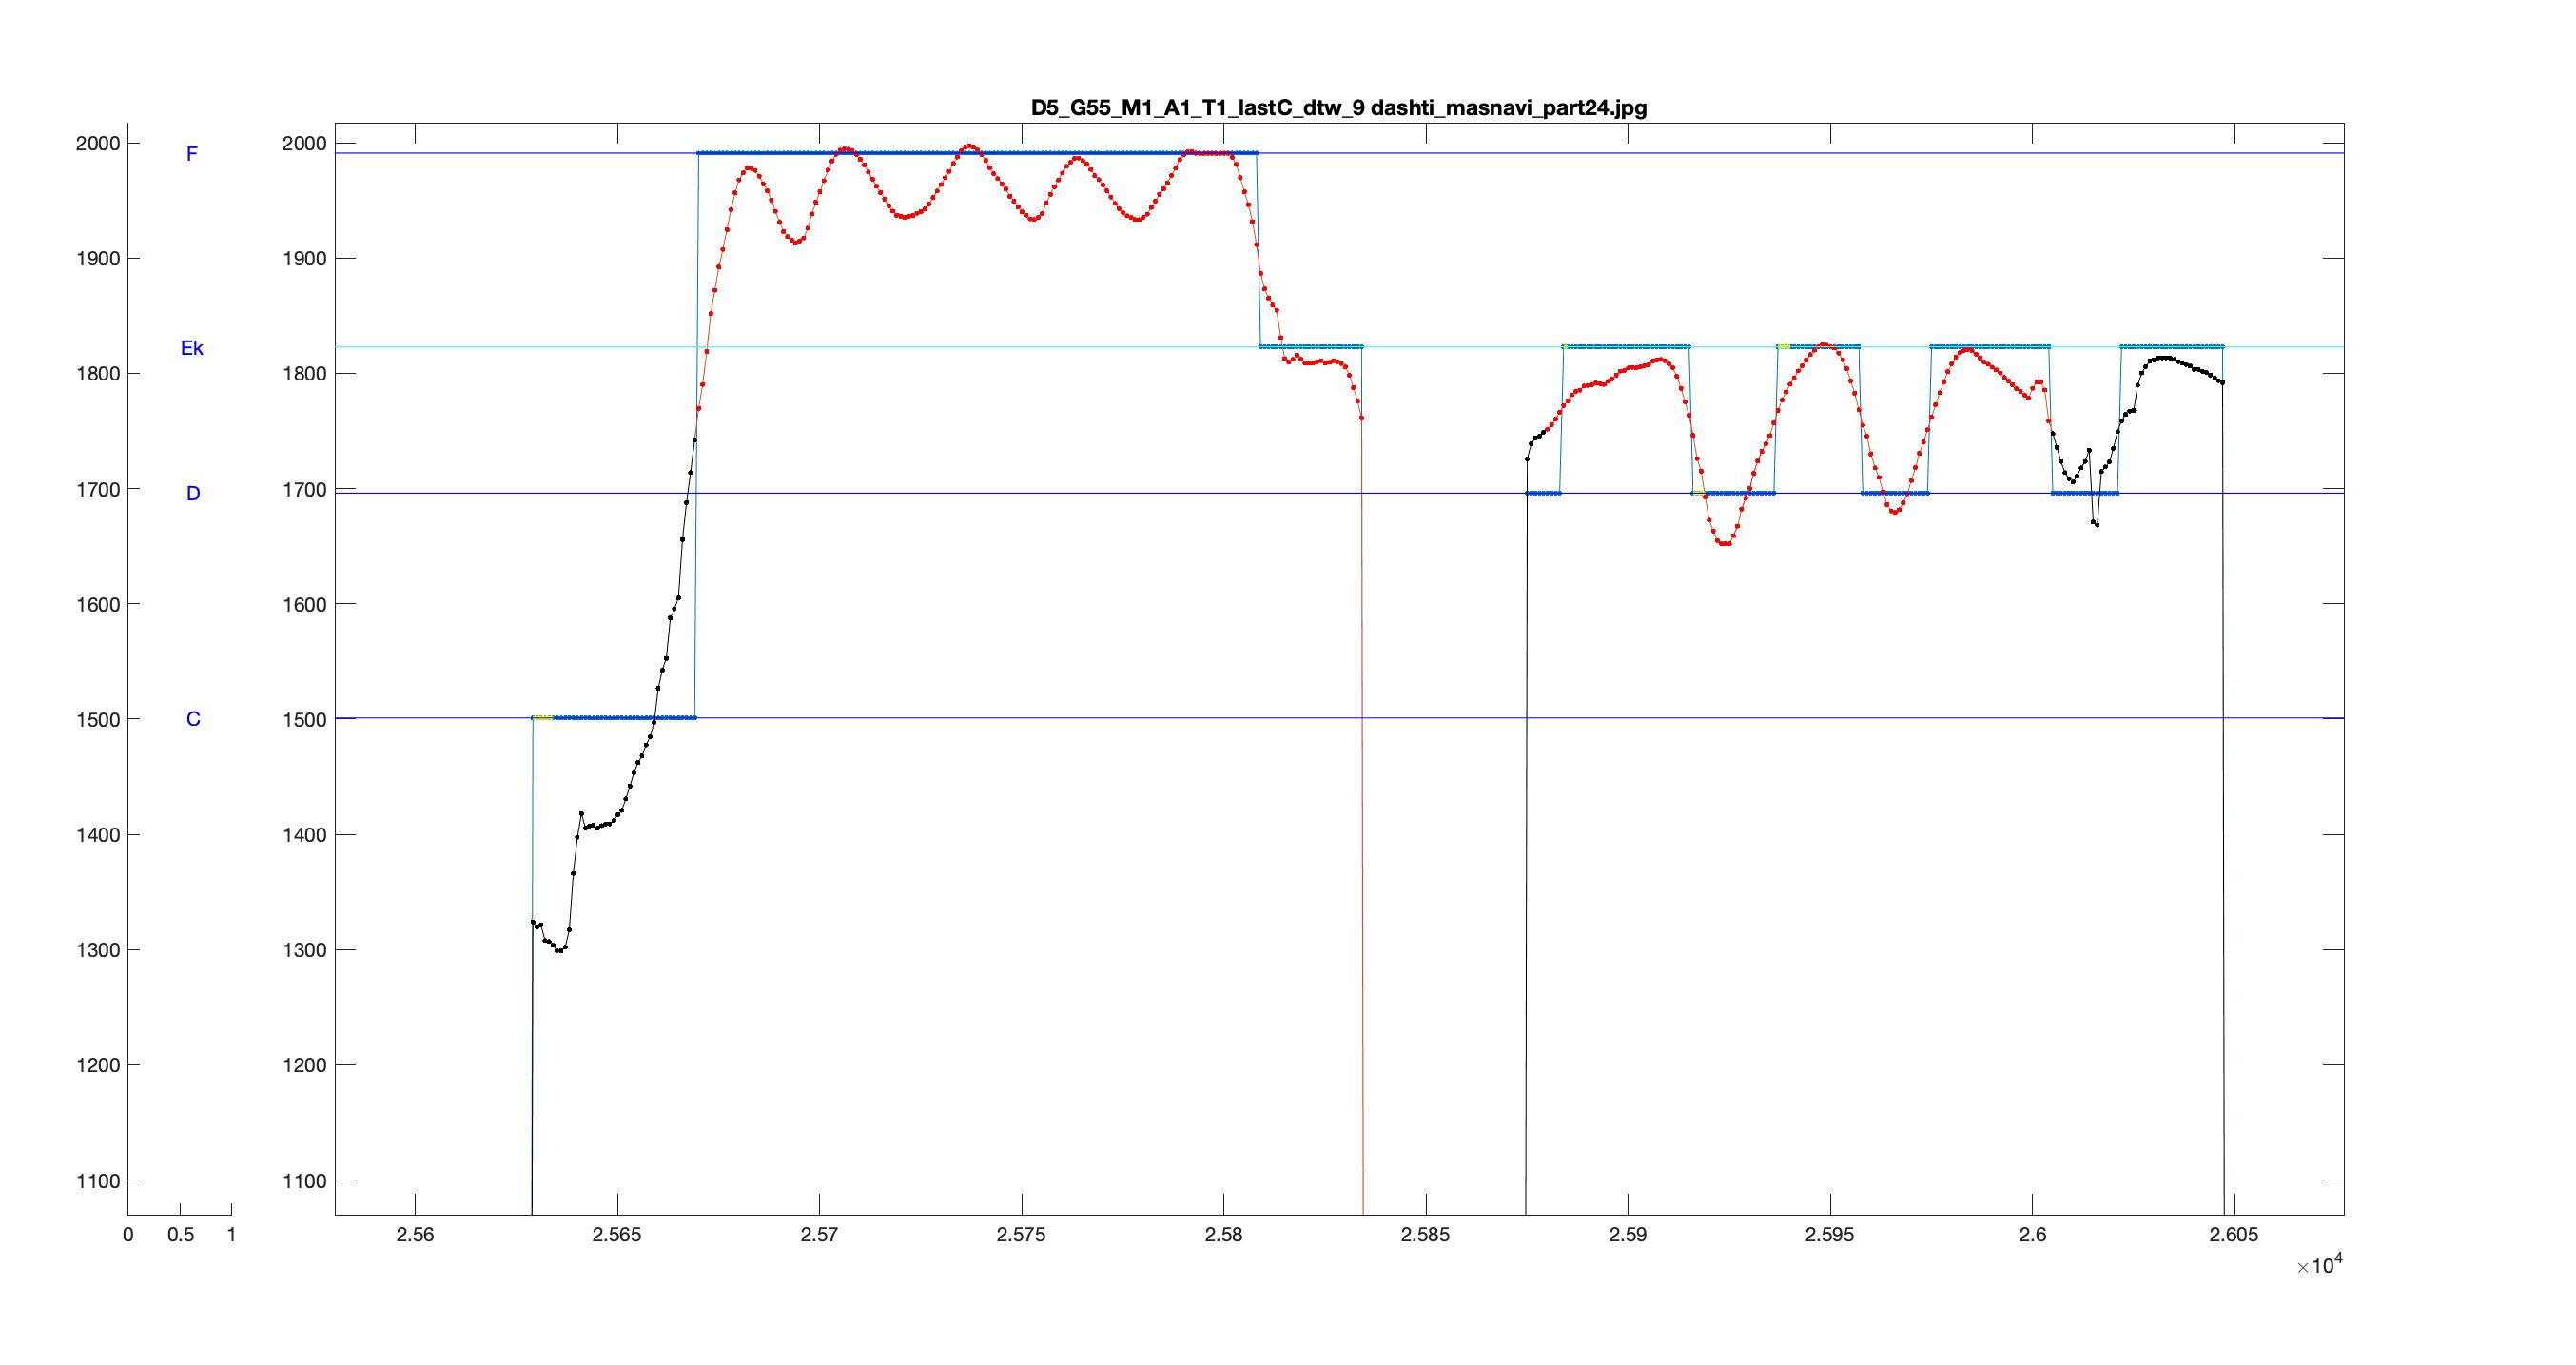 D5_G55_M1_A1_T1_lastC_dtw_9 dashti_masnavi_part24.jpg
2000 F 2000
1900 1900
Ek
1800 1800
1700 D 1700
1600 1600
1500 C 1500
1400 1400
1300 1300
1200 1200
1100 1100
0 0.5 1 2.56 2.565 2.57 2.575 2.58 2.585 2.59 2.595 2.6 2.605
×10⁴